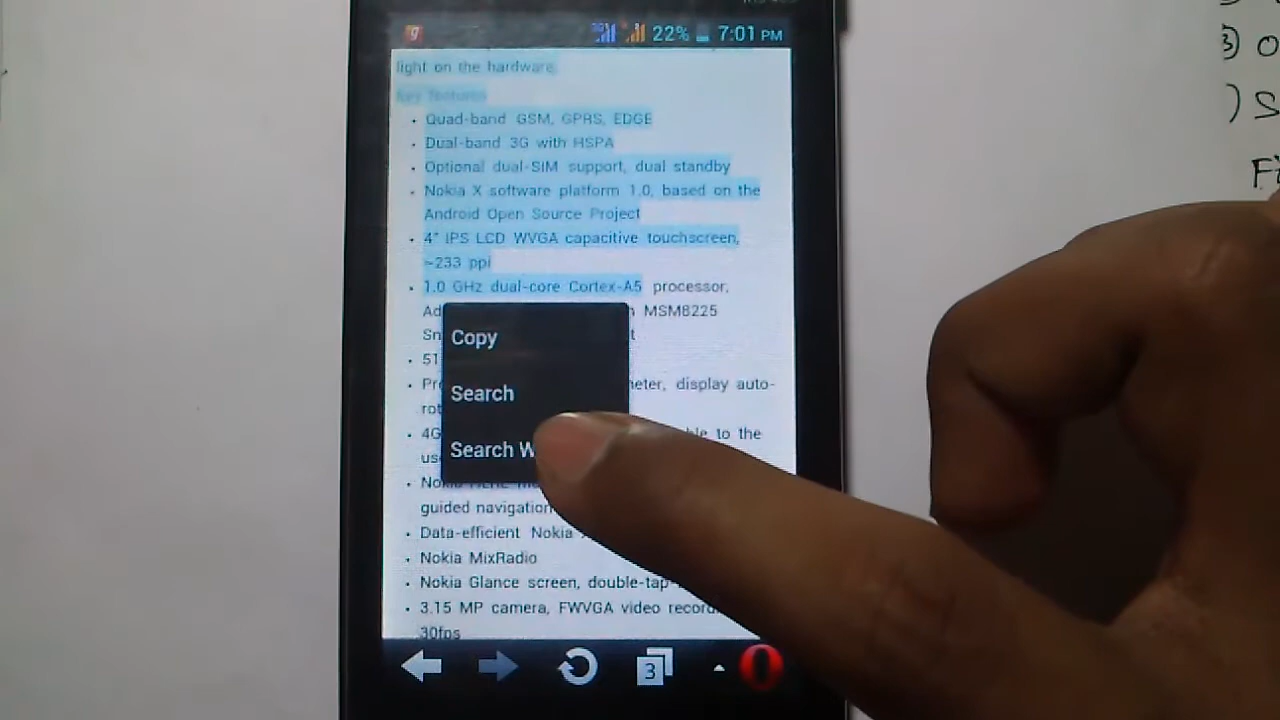 22% 7:01 PM
light on the hardware.
Key features
• Quad-band GSM, GPRS, EDGE
• Dual-band 3G with HSPA
• Optional dual-SIM support, dual standby
• Nokia X software platform 1.0, based on the
Android Open Source Project
• 4" IPS LCD WVGA capacitive touchscreen,
~233 ppi
• 1.0 GHz dual-core Cortex-A5 processor,
MSM8225
Copy
Search
display auto-
to the
Search
guided navigation
• Data-efficient Nokia
• Nokia MixRadio
• Nokia Glance screen, double-tap
• 3.15 MP camera, FWVGA video
30fps
3